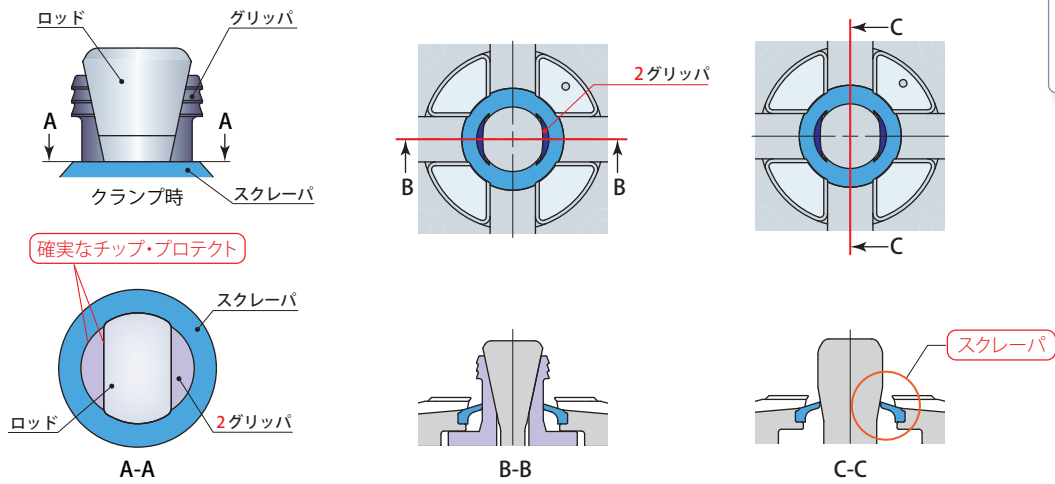 ロッド
グリッパ
A
A
クランプ時
スクレーパ
2グリッパ
B
B
C
C
確実なチップ・プロテクト
スクレーパ
ロッド
2グリッパ
A-A
B-B
スクレーパ
C-C